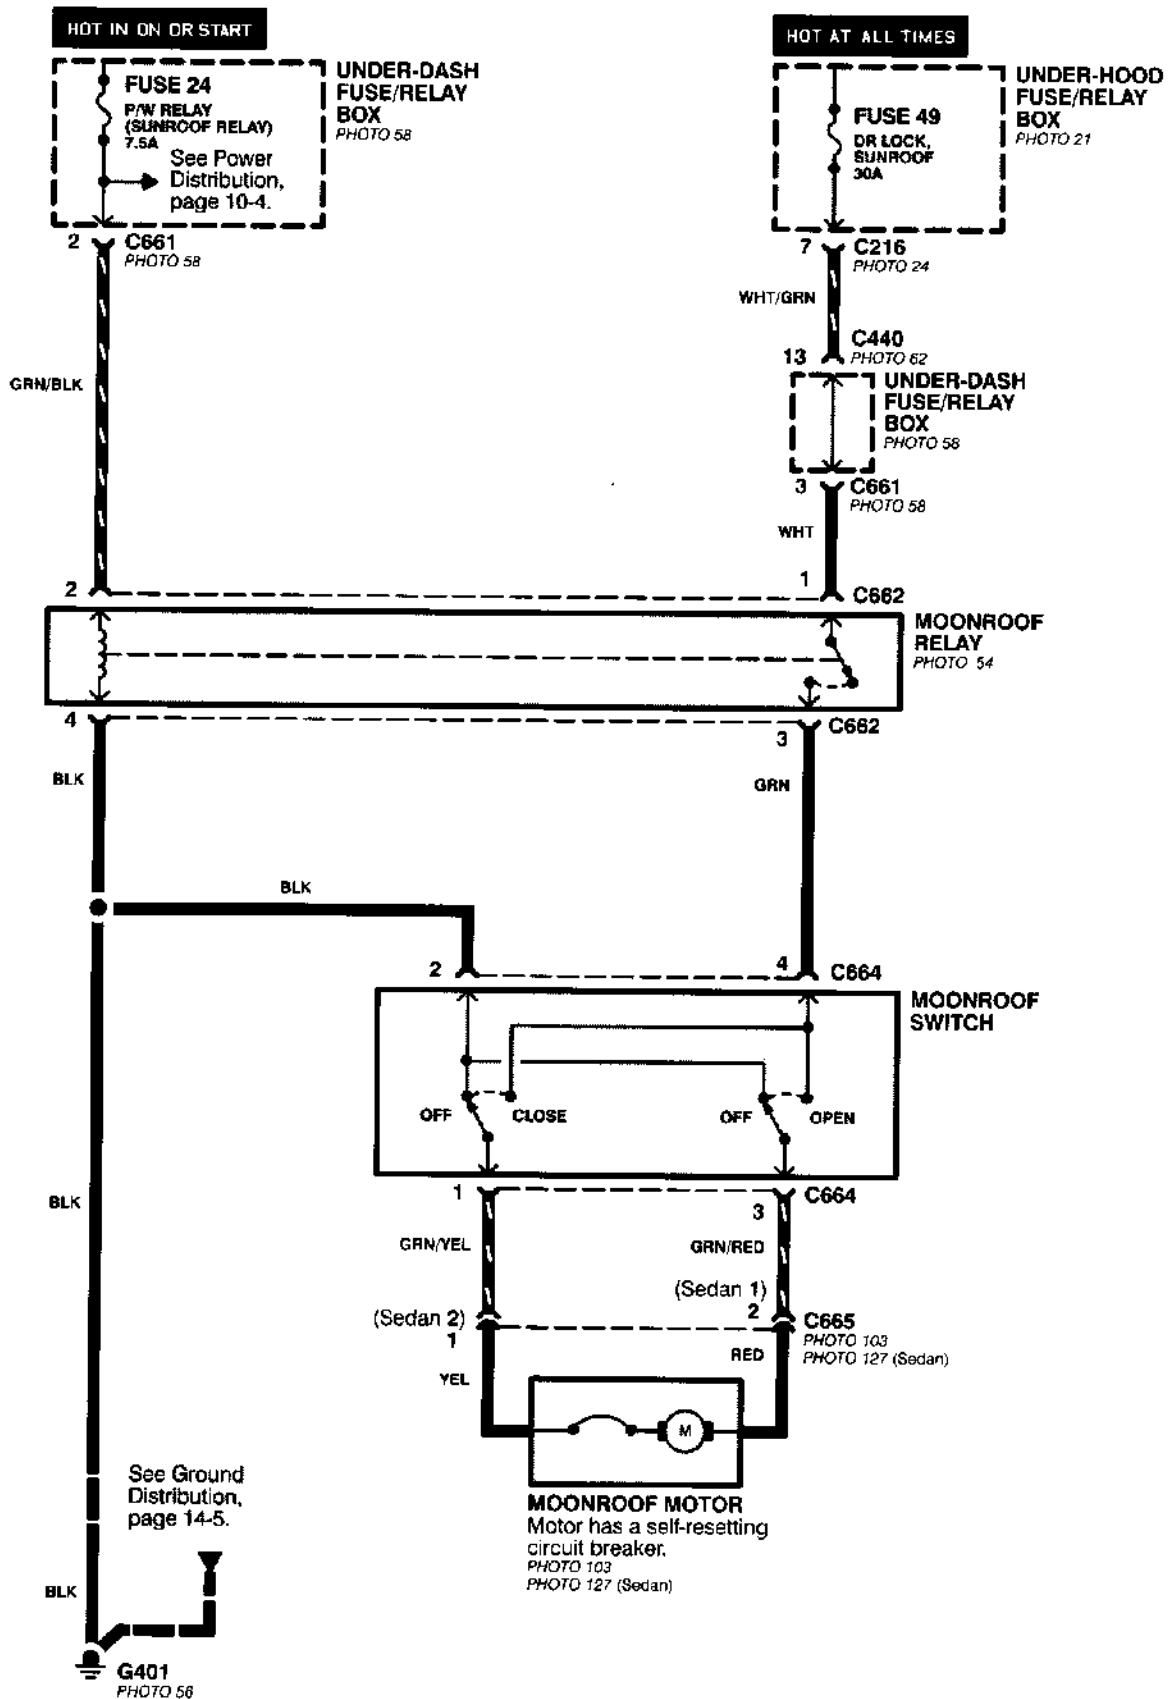 HOT IN ON OR START
HOT AT ALL TIMES
FUSE 24
P/W RELAY
(SUNROOF RELAY)
7.5A
See Power
Distribution,
page 10-4.
UNDER-DASH
FUSE/RELAY
BOX
PHOTO 58
FUSE 49
DR LOCK,
SUNROOF
30A
UNDER-HOOD
FUSE/RELAY
BOX
PHOTO 21
2
C661
PHOTO 58
7
C216
PHOTO 24
WHT/GRN
C440
13
PHOTO 62
GRN/BLK
UNDER-DASH
FUSE/RELAY
BOX
PHOTO 58
3
C661
PHOTO 58
WHT
2
1
C662
MOONROOF
RELAY
PHOTO 54
4
3
C662
BLK
GRN
BLK
2
4
C664
MOONROOF
SWITCH
OFF
CLOSE
OFF
OPEN
1
3
C664
BLK
GRN/YEL
GRN/RED
(Sedan 1)
(Sedan 2)
2
1
C665
PHOTO 103
PHOTO 127 (Sedan)
YEL
RED
M
MOONROOF MOTOR
Motor has a self-resetting
circuit breaker.
PHOTO 103
PHOTO 127 (Sedan)
See Ground
Distribution,
page 14-5.
BLK
G401
PHOTO 56